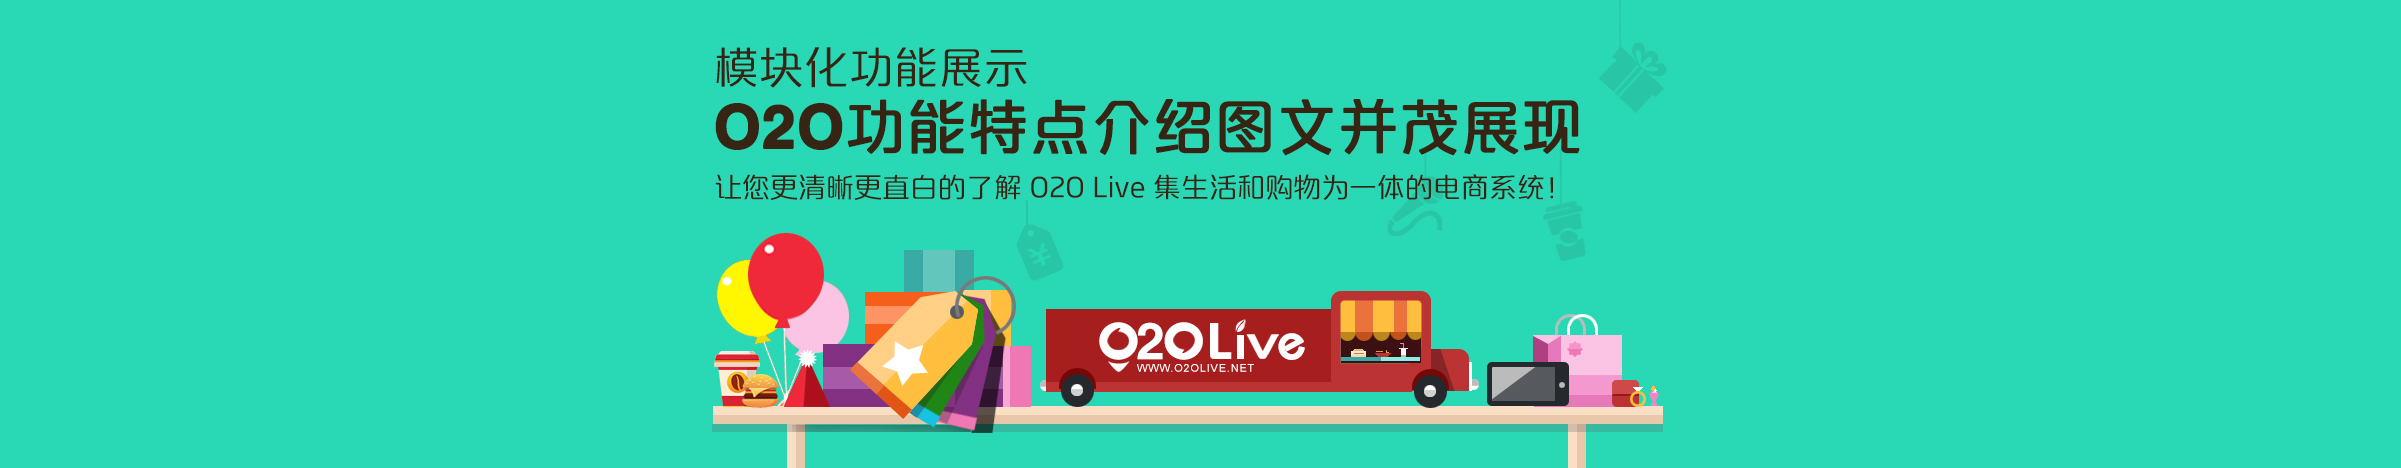 模块化功能展示
O2O功能特点介绍图文并茂展现
让您更清晰更直白的了解 O2O Live 集生活和购物为一体的电商系统！
¥
O2OLive
WWW.O2OLIVE.NET